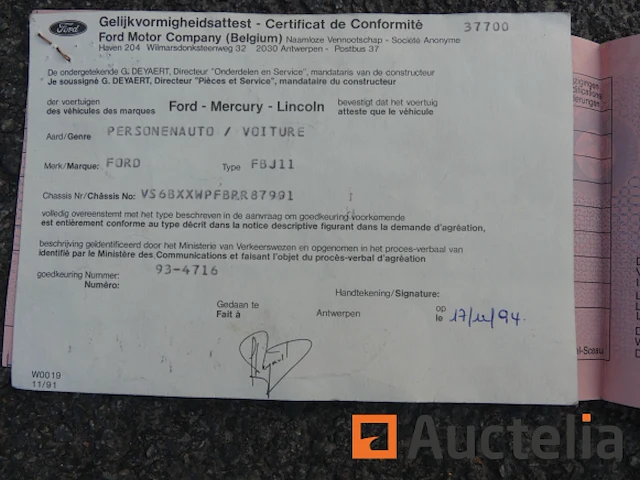 Ford
Gelijkvormigheidsattest - Certificat de Conformité 37700
Ford Motor Company (Belgium) Naamloze Vennootschap - Société Anonyme
Haven 204 Wilmarsdonksteenweg 32 2030 Antwerpen - Postbus 37
De ondergetekende G. DEYAERT, Directeur "Onderdelen en Service", mandataris van de constructeur
Je soussigné G. DEYAERT, Directeur "Pièces et Service", mandataire du constructeur
der voertuigen
des véhicules des marques
Ford - Mercury - Lincoln
bevestigt dat het voertuig
atteste que le véhicule
Aard/Genre PERSONENAUTO / VOITURE
Merk/Marque: FORD Type FBJ11
Chassis Nr/Châssis No: VS6BXXWPFBRR87991
volledig overeenstemt met het type beschreven in de aanvraag om goedkeuring voorkomende
est entièrement conforme au type décrit dans la notice descriptive figurant dans la demande d'agréation,
beschrijving geïdentificeerd door het Ministerie van Verkeerswezen en opgenomen in het proces-verbaal van
identifié par le Ministère des Communications et faisant l'objet du procès-verbal d'agréation
goedkeuring Nummer: 93-4716
Numéro:
Handtekening/Signature:
Gedaan te
Fait à
Antwerpen
op
le 17/11/94
W0019
11/91
Auctelia